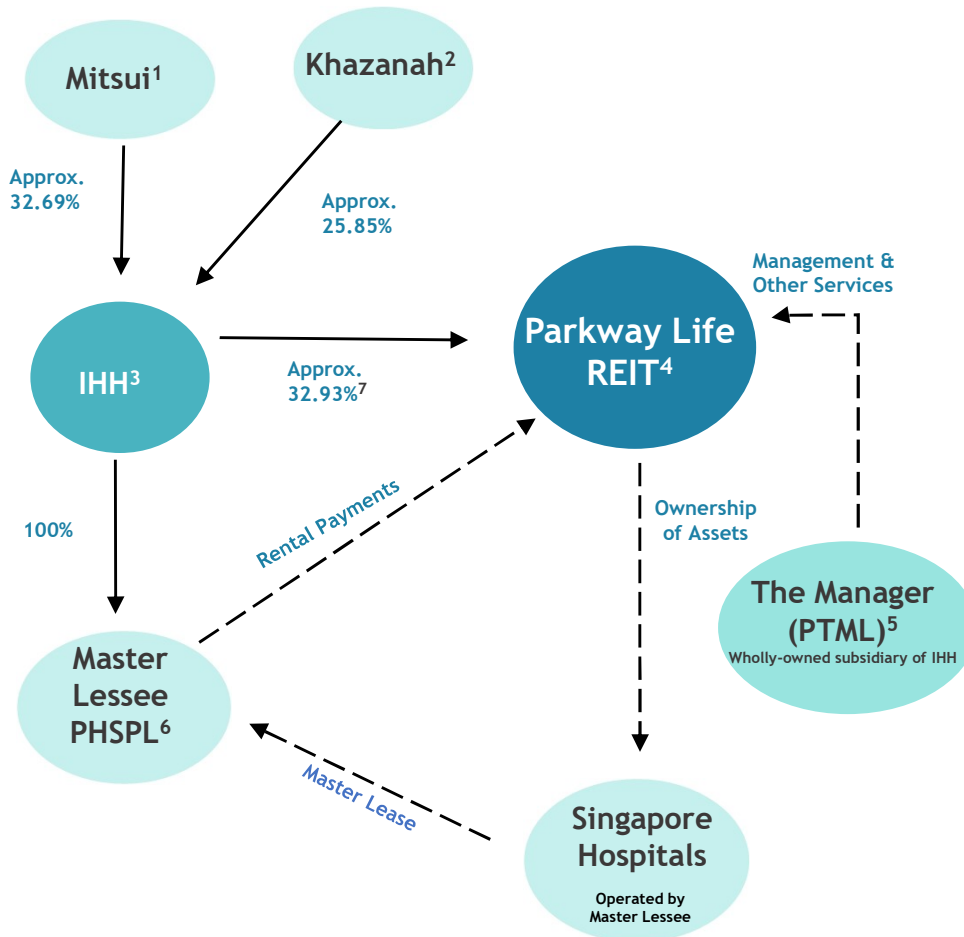 Mitsui¹
Khazanah²
Approx.
32.69%
Approx.
25.85%
Management &
Other Services
Parkway Life
REIT⁴
IHH³
Approx.
32.93%⁷
Rental Payments
100%
Ownership
of Assets
The Manager
(PTML)⁵
Wholly-owned subsidiary of IHH
Master
Lessee
PHSPL⁶
Master Lease
Singapore
Hospitals
Operated by
Master Lessee